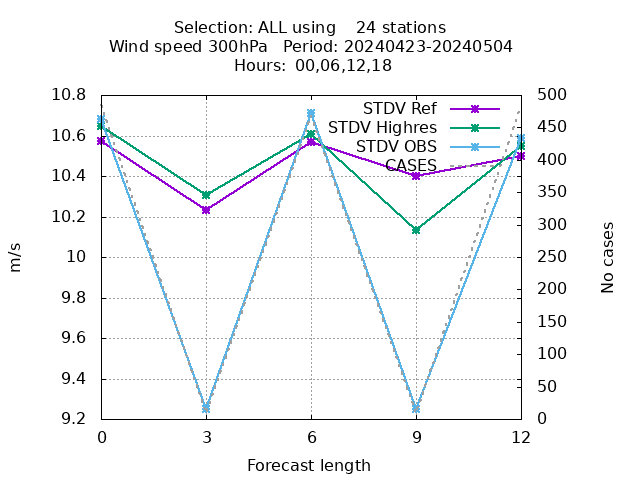 Selection: ALL using    24 stations
Wind speed 300hPa   Period: 20240423-20240504
Hours:  00,06,12,18
STDV Ref
STDV Highres
STDV OBS
CASES
10.8
10.6
10.4
10.2
10
9.8
9.6
9.4
9.2
500
450
400
350
300
250
200
150
100
50
0
m/s
No cases
0
3
6
9
12
Forecast length